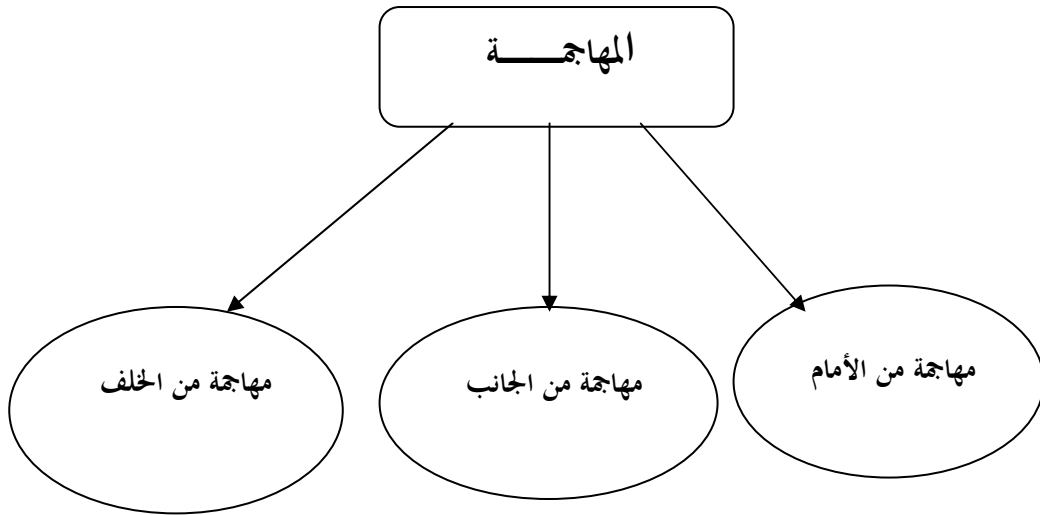 المهاجمـــــة
مهاجمة من الأمام
مهاجمة من الجانب
مهاجمة من الخلف